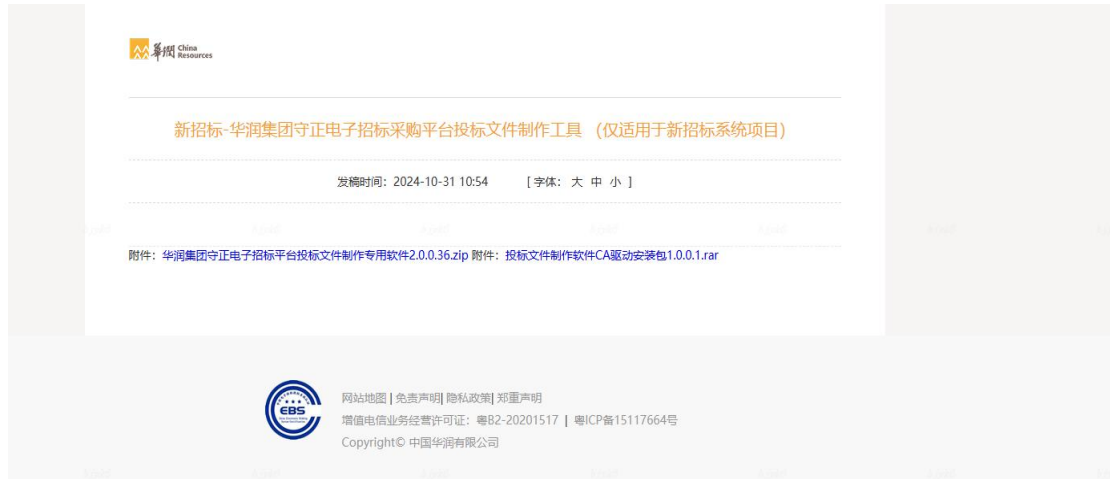 華潤 China Resources
新招标-华润集团守正电子招标采购平台投标文件制作工具 （仅适用于新招标系统项目）
发稿时间：2024-10-31 10:54 [ 字体： 大 中 小 ]
附件：华润集团守正电子招标平台投标文件制作专用软件2.0.0.36.zip 附件：投标文件制作软件CA驱动安装包1.0.0.1.rar
EBS
网站地图 | 免责声明| 隐私政策| 郑重声明
增值电信业务经营许可证：粤B2-20201517 | 粤ICP备15117664号
Copyright© 中国华润有限公司